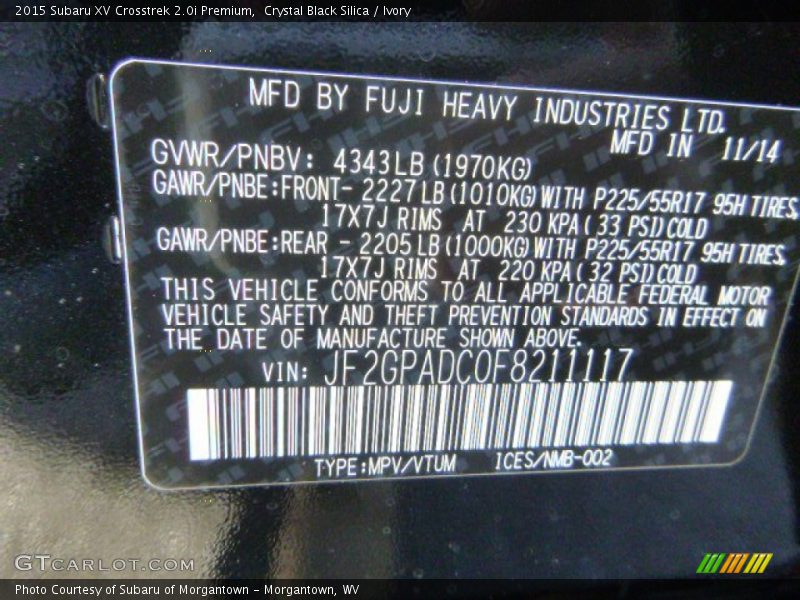 2015 Subaru XV Crosstrek 2.0i Premium, Crystal Black Silica / Ivory
MFD BY FUJI HEAVY INDUSTRIES LTD.
MFD IN 11/14
GVWR/PNBV: 4343LB (1970KG)
GAWR/PNBE:FRONT- 2227 LB (1010KG) WITH P225/55R17 95H TIRES,
17X7J RIMS AT 230 KPA ( 33 PSI) COLD
GAWR/PNBE:REAR - 2205 LB (1000KG) WITH P225/55R17 95H TIRES,
17X7J RIMS AT 220 KPA ( 32 PSI) COLD
THIS VEHICLE CONFORMS TO ALL APPLICABLE FEDERAL MOTOR
VEHICLE SAFETY AND THEFT PREVENTION STANDARDS IN EFFECT ON
THE DATE OF MANUFACTURE SHOWN ABOVE.
VIN: JF2GPADC0F8211117
TYPE:MPV/VTUM ICES/NMB-002
GTCARLOT.COM
Photo Courtesy of Subaru of Morgantown - Morgantown, WV